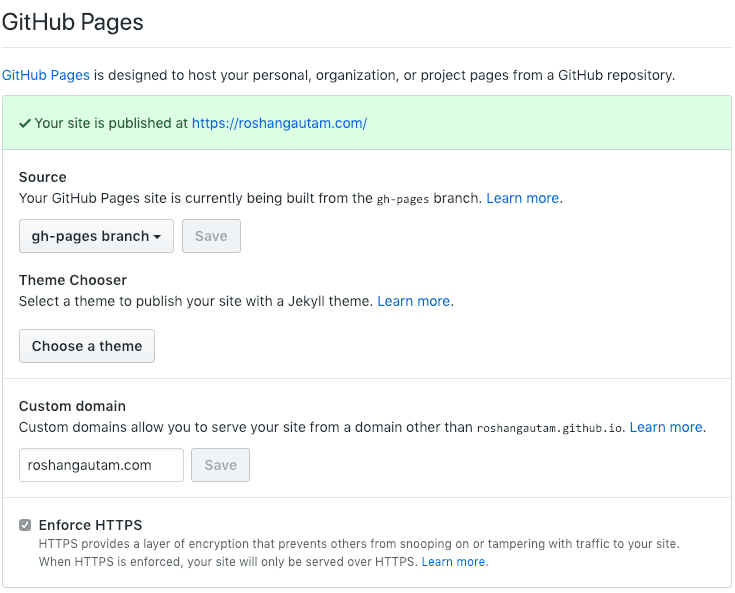 GitHub Pages
GitHub Pages is designed to host your personal, organization, or project pages from a GitHub repository.
Your site is published at https://roshangautam.com/
Source
Your GitHub Pages site is currently being built from the gh-pages branch. Learn more.
gh-pages branch Save
Theme Chooser
Select a theme to publish your site with a Jekyll theme. Learn more.
Choose a theme
Custom domain
Custom domains allow you to serve your site from a domain other than roshangautam.github.io. Learn more.
roshangautam.com Save
Enforce HTTPS
HTTPS provides a layer of encryption that prevents others from snooping on or tampering with traffic to your site.
When HTTPS is enforced, your site will only be served over HTTPS. Learn more.